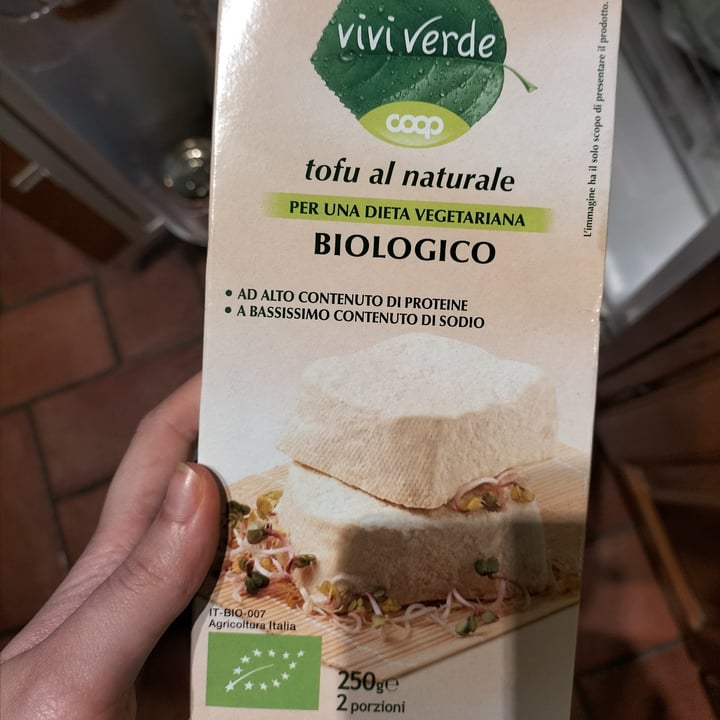 vivi verde
coop
tofu al naturale
PER UNA DIETA VEGETARIANA
BIOLOGICO
• AD ALTO CONTENUTO DI PROTEINE
• A BASSISSIMO CONTENUTO DI SODIO
L'immagine ha il solo scopo di presentare il prodotto.
IT-BIO-007
Agricoltura Italia
250g℮
2 porzioni